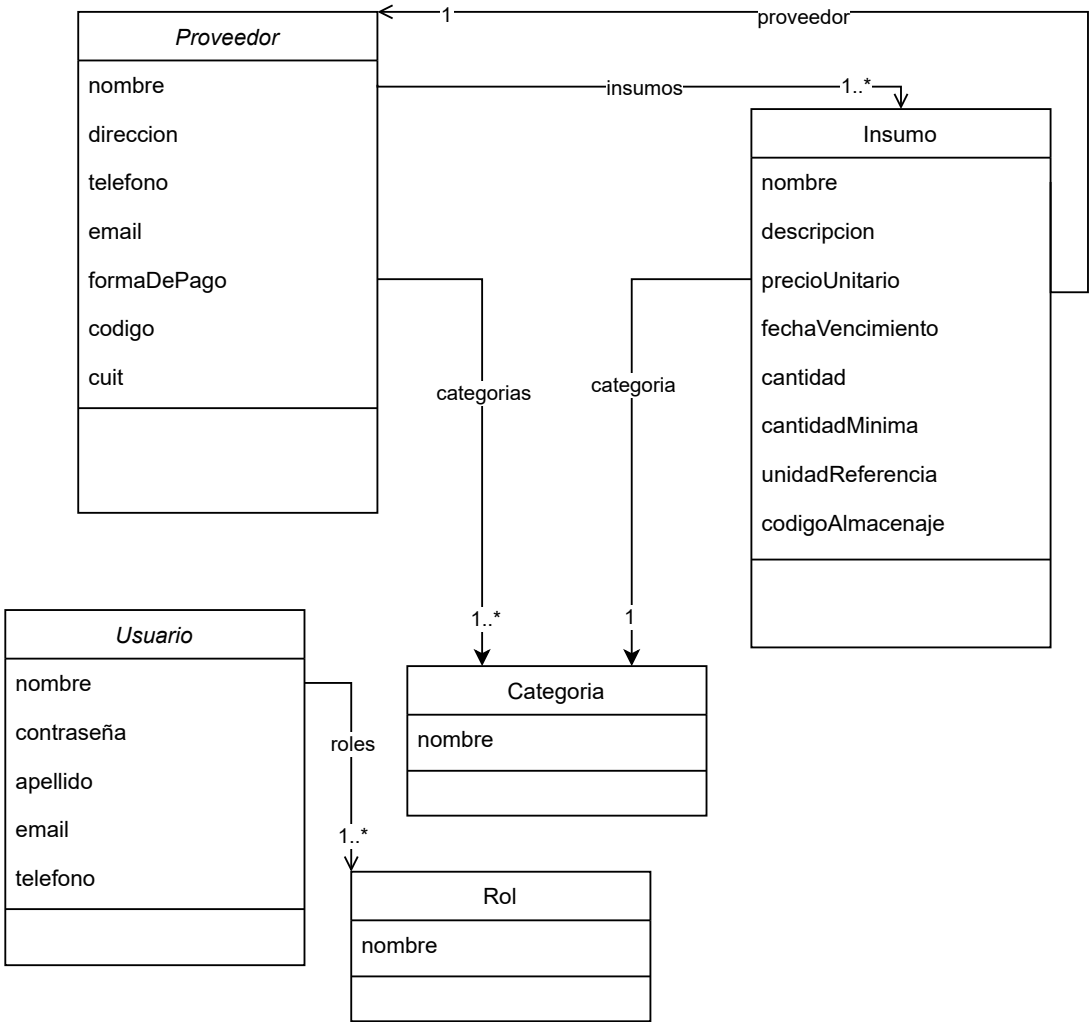 Proveedor
nombre
direccion
telefono
email
formaDePago
codigo
cuit
1
proveedor
insumos
1..*
Insumo
nombre
descripcion
precioUnitario
fechaVencimiento
cantidad
cantidadMinima
unidadReferencia
codigoAlmacenaje
categorias
1..*
categoria
1
Categoria
nombre
Usuario
nombre
contraseña
apellido
email
telefono
roles
1..*
Rol
nombre